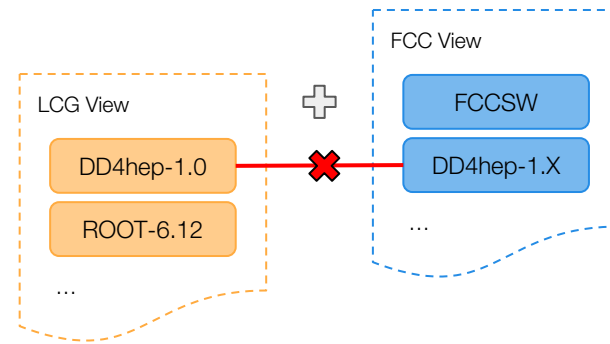 LCG View
DD4hep-1.0
ROOT-6.12
...
FCC View
FCCSW
DD4hep-1.X
...